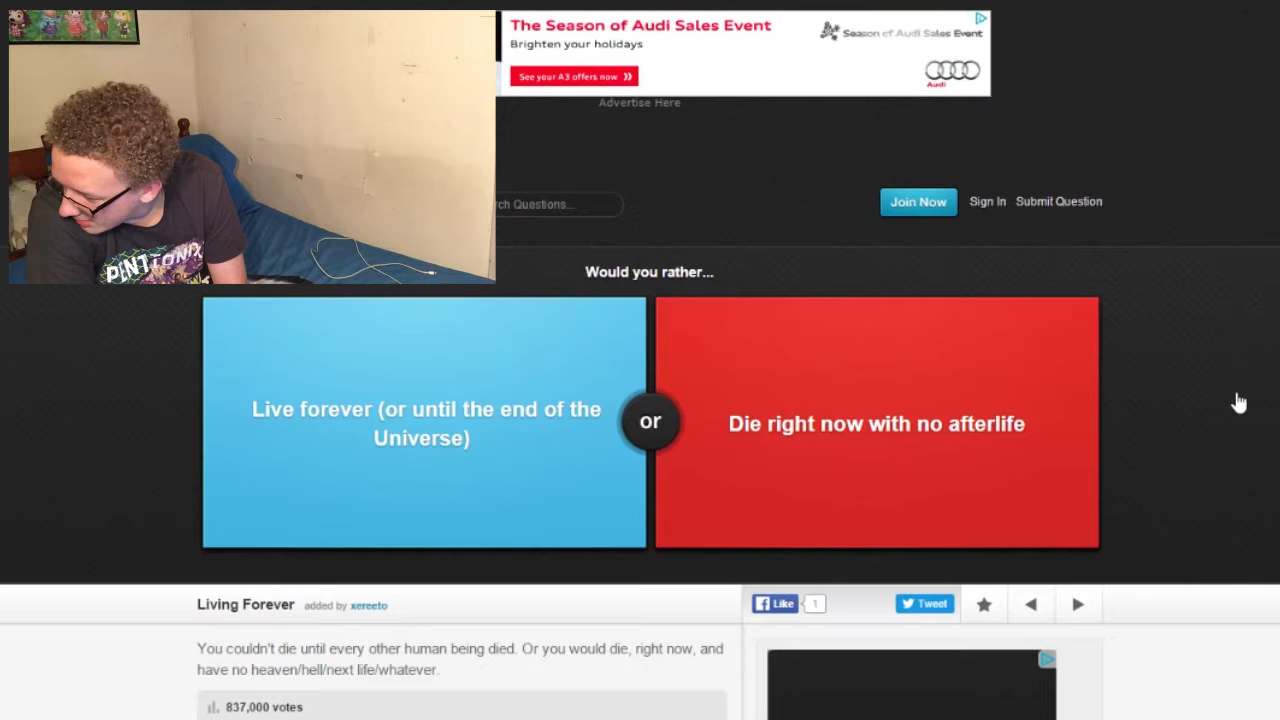 The Season of Audi Sales Event
Brighten your holidays
See your A3 offers now
Season of Audi Sales Event
Audi
Advertise Here
rch Questions...
Join Now
Sign In
Submit Question
PENTATONIX
Would you rather...
Live forever (or until the end of the
Universe)
or
Die right now with no afterlife
Living Forever added by xereeto
Like
1
Tweet
You couldn't die until every other human being died. Or you would die, right now, and
have no heaven/hell/next life/whatever.
837,000 votes